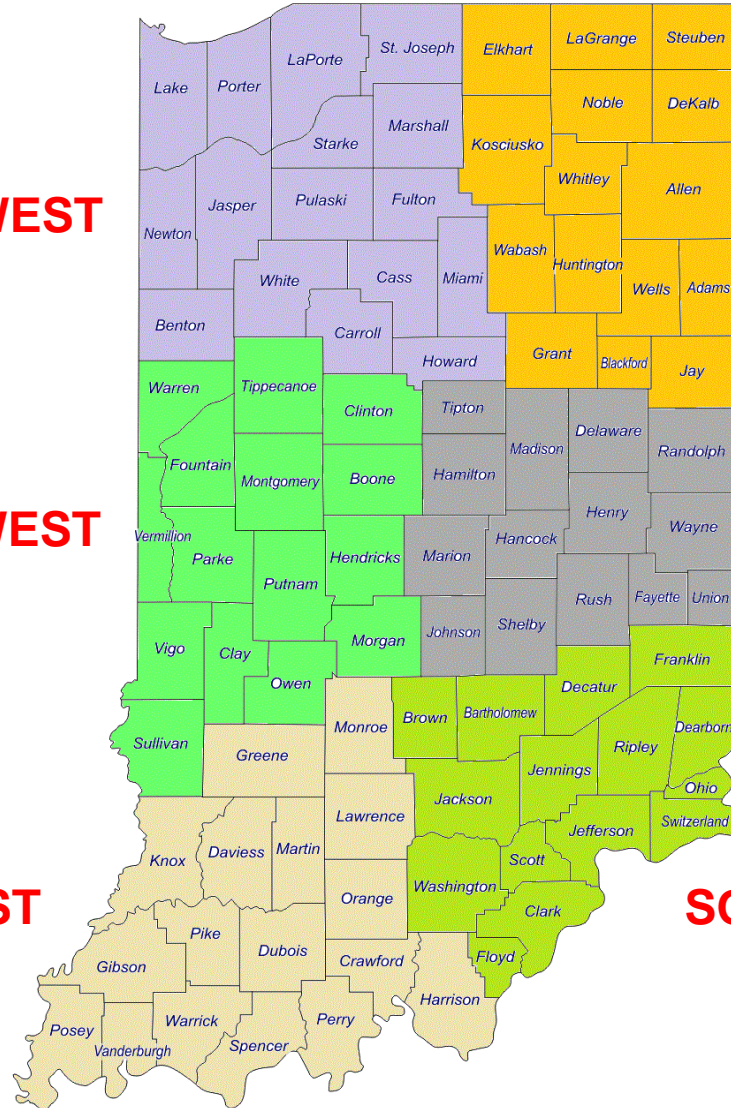 St. Joseph
LaGrange
Steuben
Elkhart
LaPorte
Lake
Porter
Noble
DeKalb
Marshall
Starke
Kosciusko
Whitley
Allen
WEST
Jasper
Pulaski
Fulton
Newton
Wabash
Huntington
White
Cass
Miami
Wells
Adams
Benton
Carroll
Howard
Grant
Blackford
Jay
Warren
Tippecanoe
Clinton
Tipton
Madison
Delaware
Randolph
Fountain
Montgomery
Boone
Hamilton
WEST
Vermillion
Parke
Putnam
Hendricks
Marion
Hancock
Henry
Wayne
Rush
Fayette
Union
Vigo
Clay
Owen
Morgan
Johnson
Shelby
Franklin
Decatur
Sullivan
Greene
Monroe
Brown
Bartholomew
Dearborn
Ripley
Jennings
Ohio
Jackson
Lawrence
Switzerland
Jefferson
Knox
Daviess
Martin
Scott
Washington
Orange
Clark
ST
SO
Pike
Dubois
Crawford
Floyd
Gibson
Harrison
Posey
Vanderburgh
Warrick
Spencer
Perry